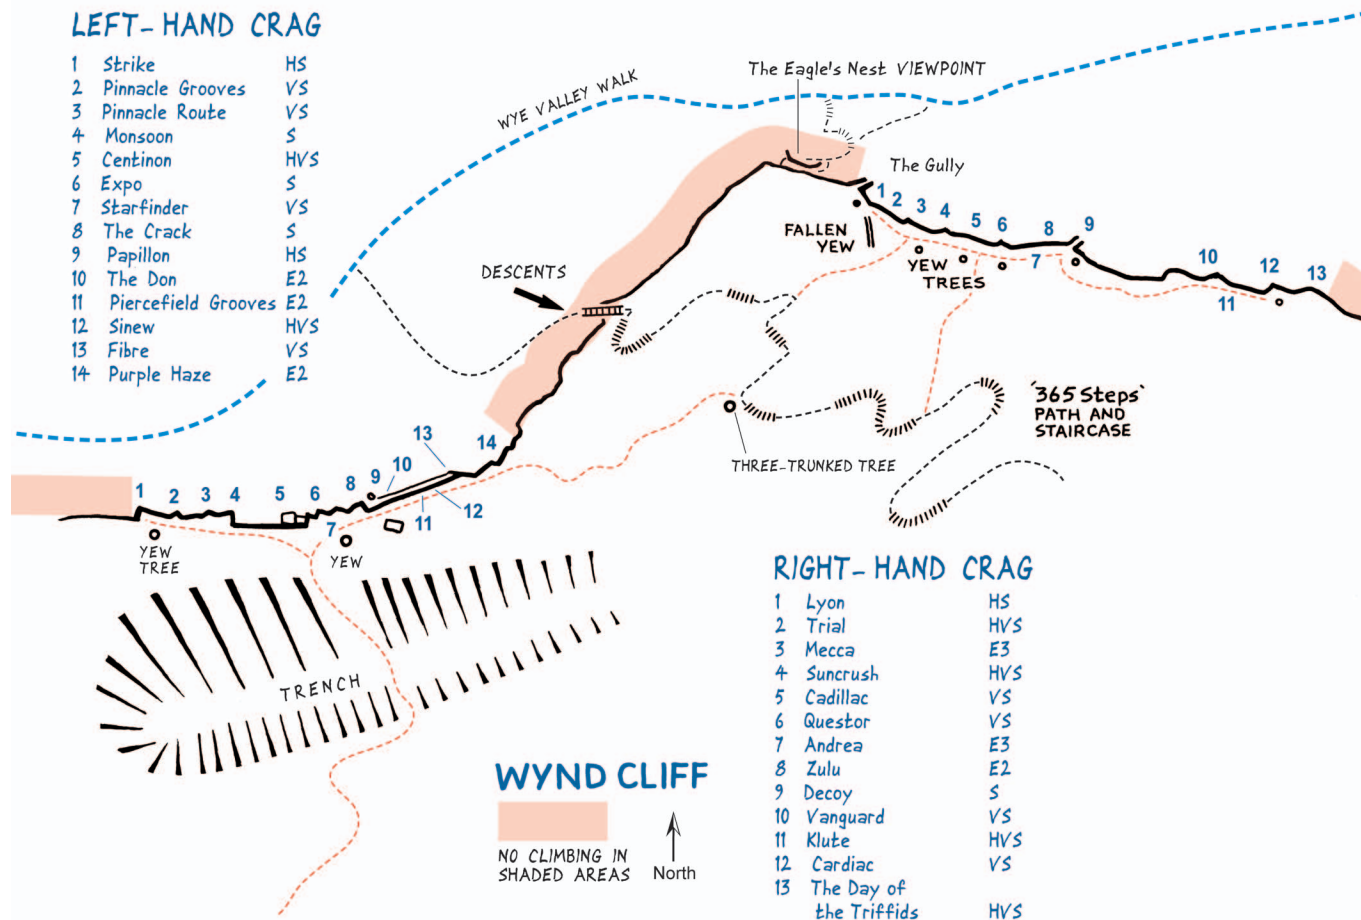 LEFT-HAND CRAG
1 Strike HS
2 Pinnacle Grooves VS
3 Pinnacle Route VS
4 Monsoon S
5 Centinon HVS
6 Expo S
7 Starfinder VS
8 The Crack S
9 Papillon HS
10 The Don E2
11 Piercefield Grooves E2
12 Sinew HVS
13 Fibre VS
14 Purple Haze E2
WYE VALLEY WALK
The Eagle's Nest VIEWPOINT
The Gully
1
2
3
4
5
6
7
8
9
10
11
12
13
FALLEN
YEW
YEW
TREES
DESCENTS
'365 Steps'
PATH AND
STAIRCASE
THREE-TRUNKED TREE
1
2
3
4
5
6
7
8
9
10
11
12
13
14
YEW
TREE
YEW
TRENCH
WYND CLIFF
NO CLIMBING IN
SHADED AREAS
North
RIGHT-HAND CRAG
1 Lyon HS
2 Trial HVS
3 Mecca E3
4 Suncrush HVS
5 Cadillac VS
6 Questor VS
7 Andrea E3
8 Zulu E2
9 Decoy S
10 Vanguard VS
11 Klute HVS
12 Cardiac VS
13 The Day of
the Triffids HVS